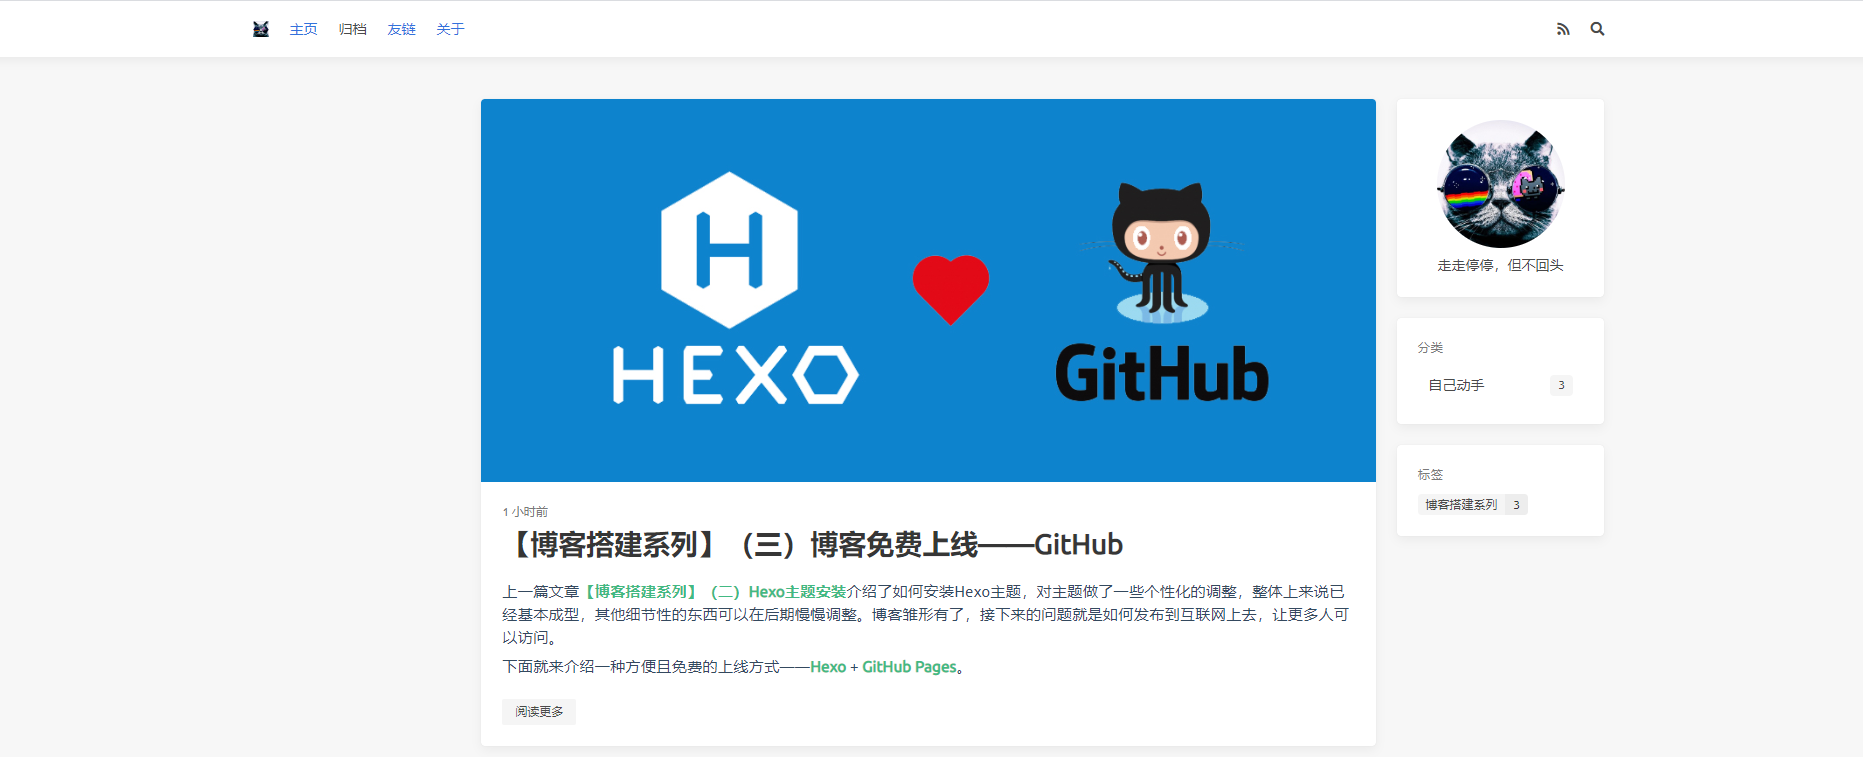 主页 归档 友链 关于
HEXO
GitHub
1 小时前
【博客搭建系列】（三）博客免费上线——GitHub
上一篇文章【博客搭建系列】（二）Hexo主题安装介绍了如何安装Hexo主题，对主题做了一些个性化的调整，整体上来说已
经基本成型，其他细节性的东西可以在后期慢慢调整。博客雏形有了，接下来的问题就是如何发布到互联网上去，让更多人可
以访问。
下面就来介绍一种方便且免费的上线方式——Hexo + GitHub Pages。
阅读更多
走走停停，但不回头
分类
自己动手 3
标签
博客搭建系列 3